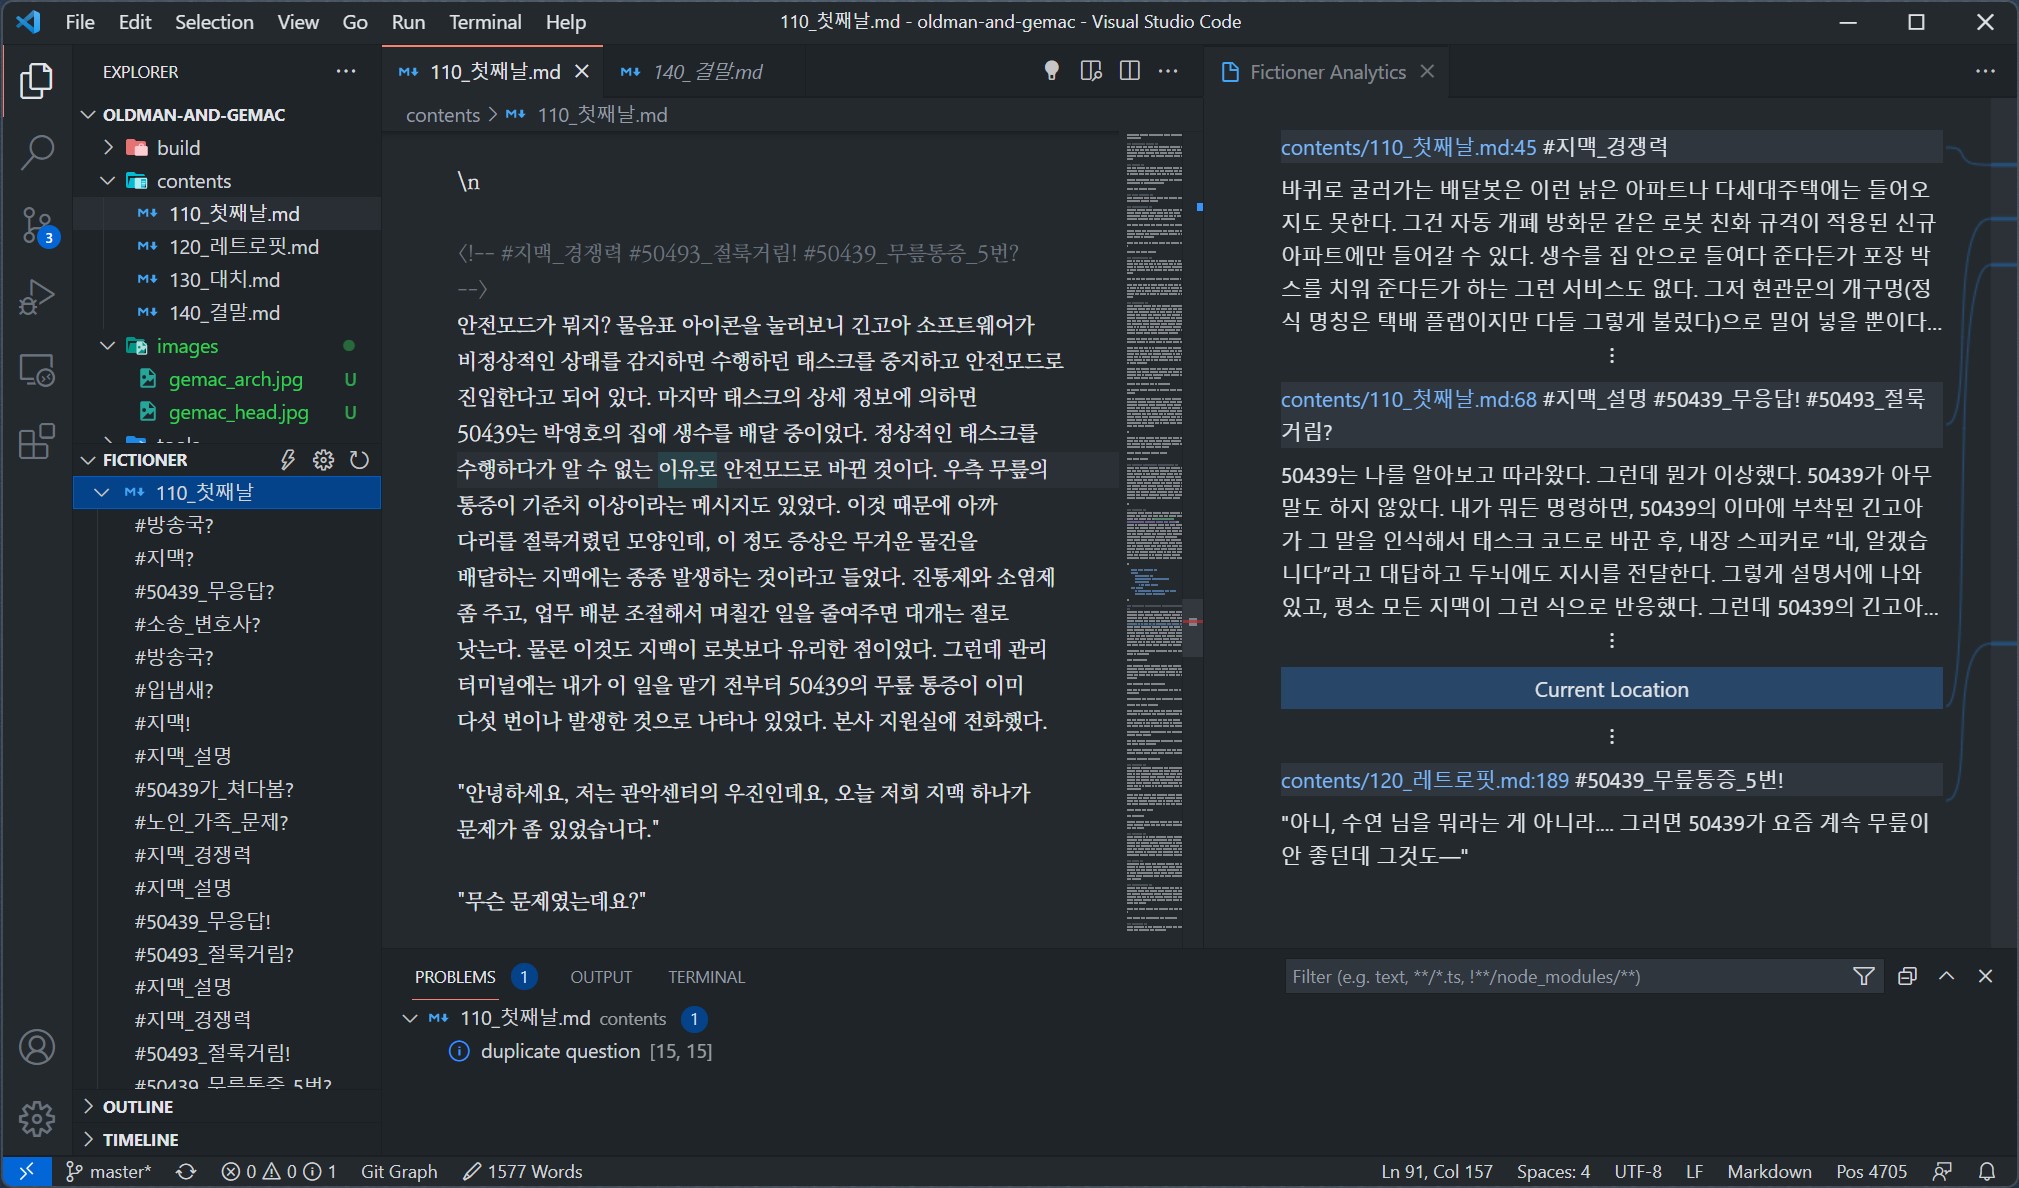 File Edit Selection View Go Run Terminal Help
110_첫째날.md - oldman-and-gemac - Visual Studio Code
EXPLORER
OLDMAN-AND-GEMAC
build
contents
110_첫째날.md
120_레트로핏.md
130_대치.md
140_결말.md
images
gemac_arch.jpg U
gemac_head.jpg U
tools
FICTIONER
110_첫째날
#방송국?
#지맥?
#50439_무응답?
#소송_변호사?
#방송국?
#입냄새?
#지맥!
#지맥_설명
#50439가_쳐다봄?
#노인_가족_문제?
#지맥_경쟁력
#지맥_설명
#50439_무응답!
#50493_절룩거림?
#지맥_설명
#지맥_경쟁력
#50493_절룩거림!
#50439_무릎통증_5번?
OUTLINE
TIMELINE
3
110_첫째날.md
140_결말.md
contents > 110_첫째날.md
\n
<!-- #지맥_경쟁력 #50493_절룩거림! #50439_무릎통증_5번?
-->
안전모드가 뭐지? 물음표 아이콘을 눌러보니 긴고아 소프트웨어가
비정상적인 상태를 감지하면 수행하던 태스크를 중지하고 안전모드로
진입한다고 되어 있다. 마지막 태스크의 상세 정보에 의하면
50439는 박영호의 집에 생수를 배달 중이었다. 정상적인 태스크를
수행하다가 알 수 없는 이유로 안전모드로 바뀐 것이다. 우측 무릎의
통증이 기준치 이상이라는 메시지도 있었다. 이것 때문에 아까
다리를 절룩거렸던 모양인데, 이 정도 증상은 무거운 물건을
배달하는 지맥에는 종종 발생하는 것이라고 들었다. 진통제와 소염제
좀 주고, 업무 배분 조절해서 며칠간 일을 줄여주면 대개는 절로
낫는다. 물론 이것도 지맥이 로봇보다 유리한 점이었다. 그런데 관리
터미널에는 내가 이 일을 맡기 전부터 50439의 무릎 통증이 이미
다섯 번이나 발생한 것으로 나타나 있었다. 본사 지원실에 전화했다.
"안녕하세요, 저는 관악센터의 우진인데요, 오늘 저희 지맥 하나가
문제가 좀 있었습니다."
"무슨 문제였는데요?"
Fictioner Analytics
contents/110_첫째날.md:45 #지맥_경쟁력
바퀴로 굴러가는 배달봇은 이런 낡은 아파트나 다세대주택에는 들어오
지도 못한다. 그건 자동 개폐 방화문 같은 로봇 친화 규격이 적용된 신규
아파트에만 들어갈 수 있다. 생수를 집 안으로 들여다 준다든가 포장 박
스를 치워 준다든가 하는 그런 서비스도 없다. 그저 현관문의 개구멍(정
식 명칭은 택배 플랩이지만 다들 그렇게 불렀다)으로 밀어 넣을 뿐이다...
⋮
contents/110_첫째날.md:68 #지맥_설명 #50439_무응답! #50493_절룩
거림?
50439는 나를 알아보고 따라왔다. 그런데 뭔가 이상했다. 50439가 아무
말도 하지 않았다. 내가 뭐든 명령하면, 50439의 이마에 부착된 긴고아
가 그 말을 인식해서 태스크 코드로 바꾼 후, 내장 스피커로 “네, 알겠습
니다”라고 대답하고 두뇌에도 지시를 전달한다. 그렇게 설명서에 나와
있고, 평소 모든 지맥이 그런 식으로 반응했다. 그런데 50439의 긴고아...
⋮
Current Location
⋮
contents/120_레트로핏.md:189 #50439_무릎통증_5번!
"아니, 수연 님을 뭐라는 게 아니라.... 그러면 50439가 요즘 계속 무릎이
안 좋던데 그것도—"
PROBLEMS 1 OUTPUT TERMINAL
Filter (e.g. text, **/*.ts, !**/node_modules/**)
110_첫째날.md contents 1
duplicate question [15, 15]
master* 0 0 1 Git Graph 1577 Words
Ln 91, Col 157 Spaces: 4 UTF-8 LF Markdown Pos 4705